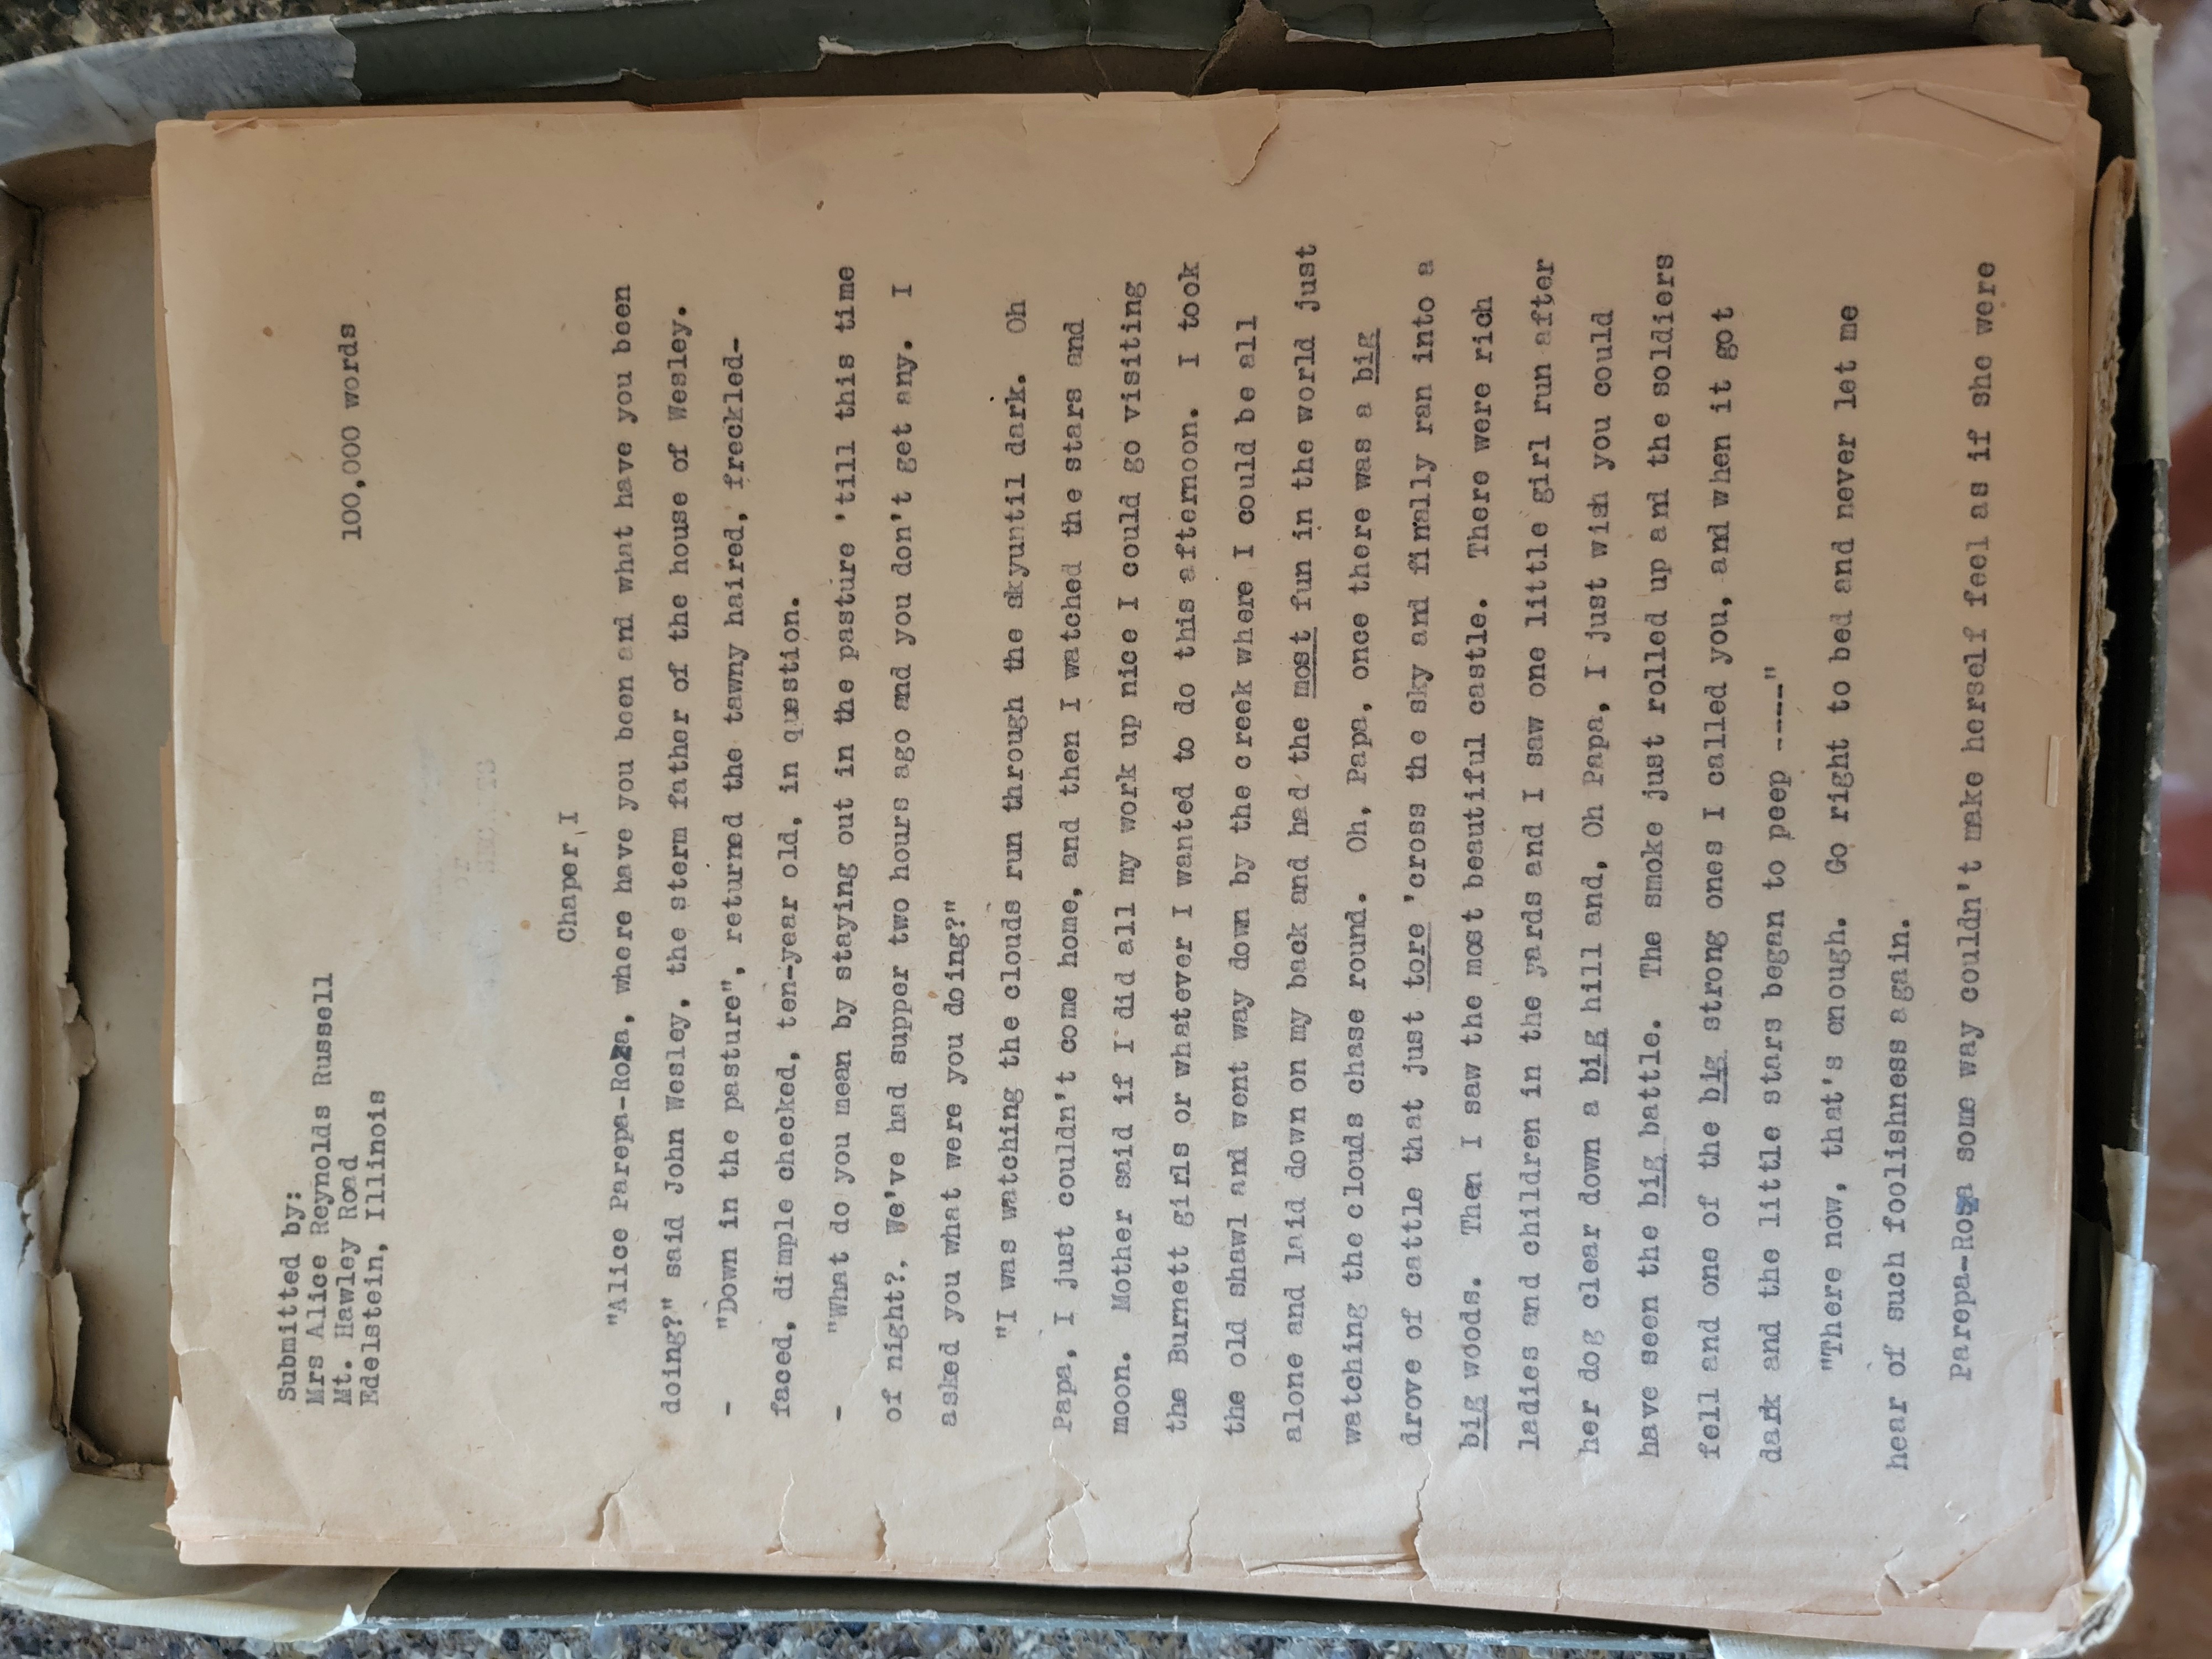 Submitted by:
Mrs Alice Reynolds Russell
Mt. Hawley Road
Edelstein, Illinois
100,000 words
Chaper I
"Alice Parepa-Roza, where have you been and what have you been
doing?" said John Wesley, the stern father of the house of Wesley.
- "Down in the pasture", returned the tawny haired, freckled-
faced, dimple checked, ten-year old, in question.
- "What do you mean by staying out in the pasture 'till this time
of night?. We've had supper two hours ago and you don't get any. I
asked you what were you doing?"
"I was watching the clouds run through the skyuntil dark. Oh
Papa, I just couldn't come home, and then I watched the stars and
moon. Mother said if I did all my work up nice I could go visiting
the Burnett girls or whatever I wanted to do this afternoon. I took
the old shawl and went way down by the creek where I could be all
alone and laid down on my back and had the most fun in the world just
watching the clouds chase round. Oh, Papa, once there was a big
drove of cattle that just tore 'cross the sky and finally ran into a
big woods. Then I saw the most beautiful castle. There were rich
ladies and children in the yards and I saw one little girl run after
her dog clear down a big hill and, Oh Papa, I just wish you could
have seen the big battle. The smoke just rolled up and the soldiers
fell and one of the big strong ones I called you, and when it got
dark and the little stars began to peep -----"
"There now, that's enough. Go right to bed and never let me
hear of such foolishness again.
Parepa-Rosa some way couldn't make herself feel as if she were